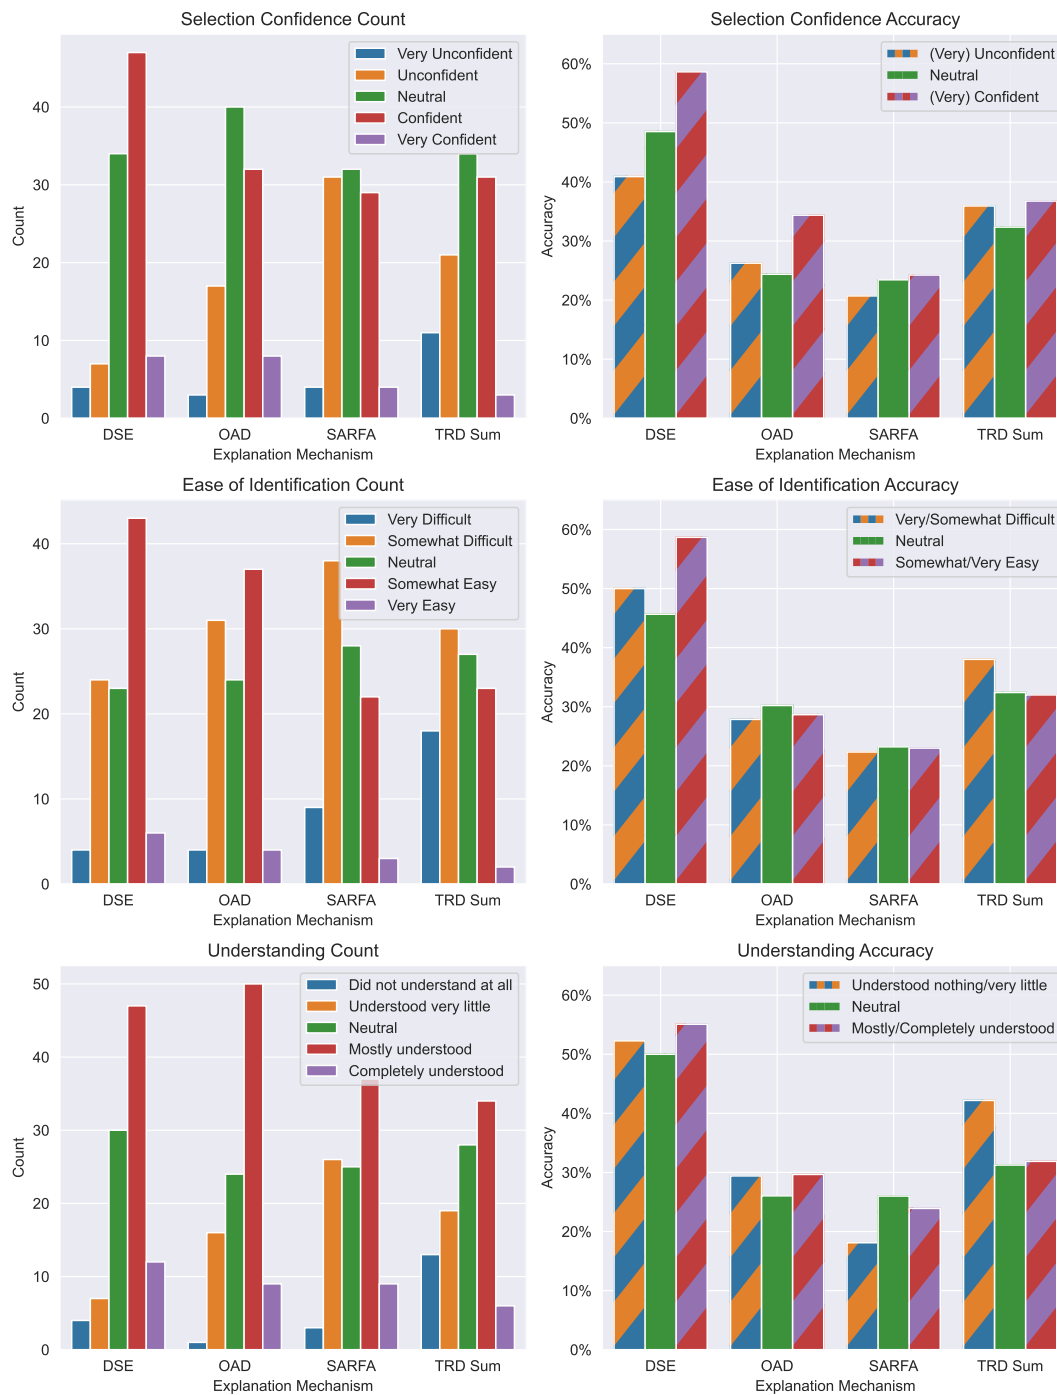 Selection Confidence Count
Very Unconfident
Unconfident
Neutral
Confident
Very Confident
40
30
20
10
0
Count
DSE
OAD
SARFA
TRD Sum
Explanation Mechanism
Selection Confidence Accuracy
(Very) Unconfident
Neutral
(Very) Confident
60%
50%
40%
30%
20%
10%
0%
Accuracy
DSE
OAD
SARFA
TRD Sum
Explanation Mechanism
Ease of Identification Count
Very Difficult
Somewhat Difficult
Neutral
Somewhat Easy
Very Easy
40
30
20
10
0
Count
DSE
OAD
SARFA
TRD Sum
Explanation Mechanism
Ease of Identification Accuracy
Very/Somewhat Difficult
Neutral
Somewhat/Very Easy
60%
50%
40%
30%
20%
10%
0%
Accuracy
DSE
OAD
SARFA
TRD Sum
Explanation Mechanism
Understanding Count
Did not understand at all
Understood very little
Neutral
Mostly understood
Completely understood
50
40
30
20
10
0
Count
DSE
OAD
SARFA
TRD Sum
Explanation Mechanism
Understanding Accuracy
Understood nothing/very little
Neutral
Mostly/Completely understood
60%
50%
40%
30%
20%
10%
0%
Accuracy
DSE
OAD
SARFA
TRD Sum
Explanation Mechanism